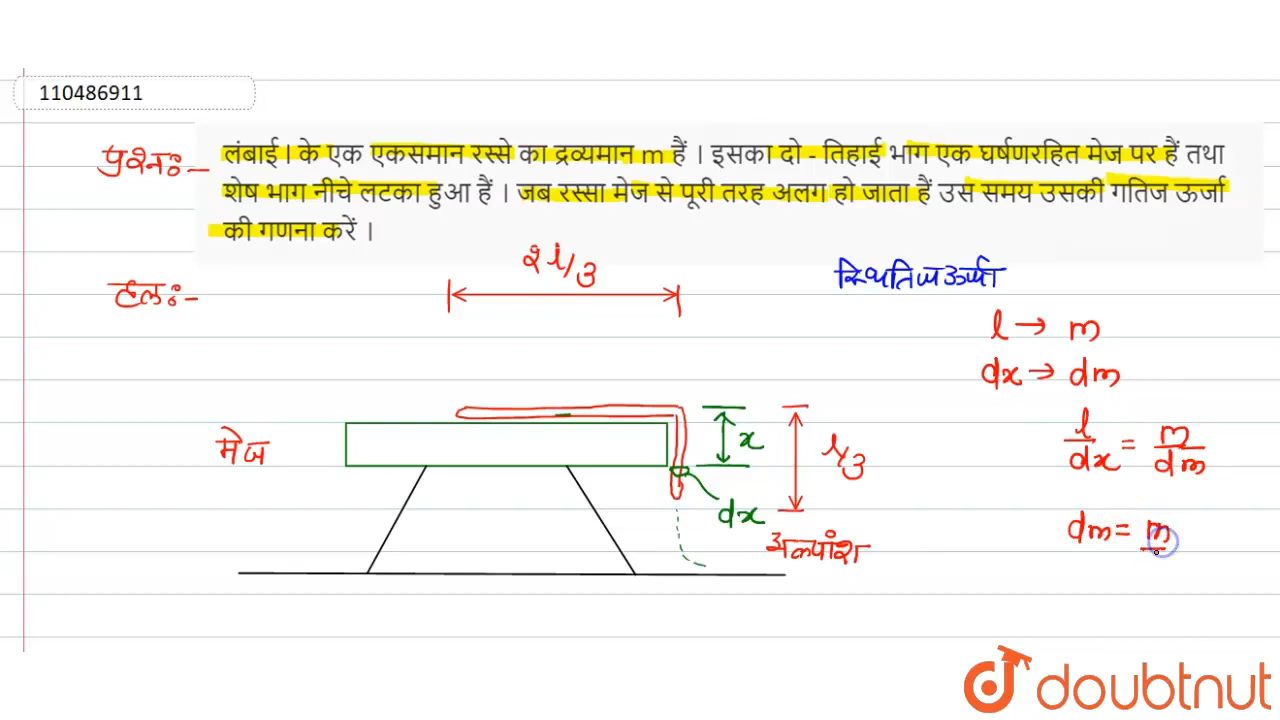 110486911
प्रश्नः-
लंबाई l के एक एकसमान रस्से का द्रव्यमान m हैं । इसका दो - तिहाई भाग एक घर्षणरहित मेज पर हैं तथा
शेष भाग नीचे लटका हुआ हैं । जब रस्सा मेज से पूरी तरह अलग हो जाता हैं उस समय उसकी गतिज ऊर्जा
की गणना करें ।
2l/3
स्थितिज ऊर्जा
हलः-
l → m
dx → dm
मेज
x
l/3
l/dx = m/dm
dx
dm = m
अल्पांश
doubtnut